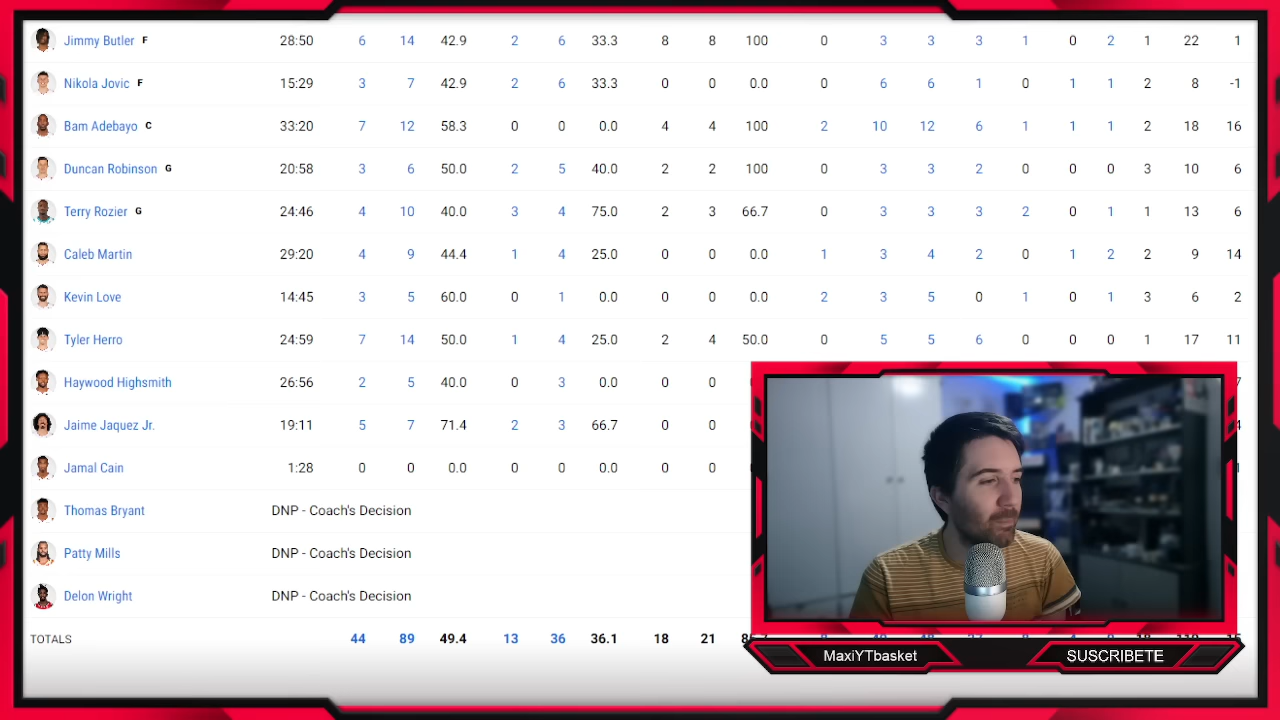 Jimmy Butler F 28:50 6 14 42.9 2 6 33.3 8 8 100 0 3 3 3 1 0 2 1 22 1
Nikola Jovic F 15:29 3 7 42.9 2 6 33.3 0 0 0.0 0 6 6 1 0 1 1 2 8 -1
Bam Adebayo C 33:20 7 12 58.3 0 0 0.0 4 4 100 2 10 12 6 1 1 1 2 18 16
Duncan Robinson G 20:58 3 6 50.0 2 5 40.0 2 2 100 0 3 3 2 0 0 0 3 10 6
Terry Rozier G 24:46 4 10 40.0 3 4 75.0 2 3 66.7 0 3 3 3 2 0 1 1 13 6
Caleb Martin 29:20 4 9 44.4 1 4 25.0 0 0 0.0 1 3 4 2 0 1 2 2 9 14
Kevin Love 14:45 3 5 60.0 0 1 0.0 0 0 0.0 2 3 5 0 1 0 1 3 6 2
Tyler Herro 24:59 7 14 50.0 1 4 25.0 2 4 50.0 0 5 5 6 0 0 0 1 17 11
Haywood Highsmith 26:56 2 5 40.0 0 3 0.0 0 0
Jaime Jaquez Jr. 19:11 5 7 71.4 2 3 66.7 0 0
Jamal Cain 1:28 0 0 0.0 0 0 0.0 0 0
Thomas Bryant DNP - Coach's Decision
Patty Mills DNP - Coach's Decision
Delon Wright DNP - Coach's Decision
TOTALS 44 89 49.4 13 36 36.1 18 21
MaxiYTbasket SUSCRIBETE